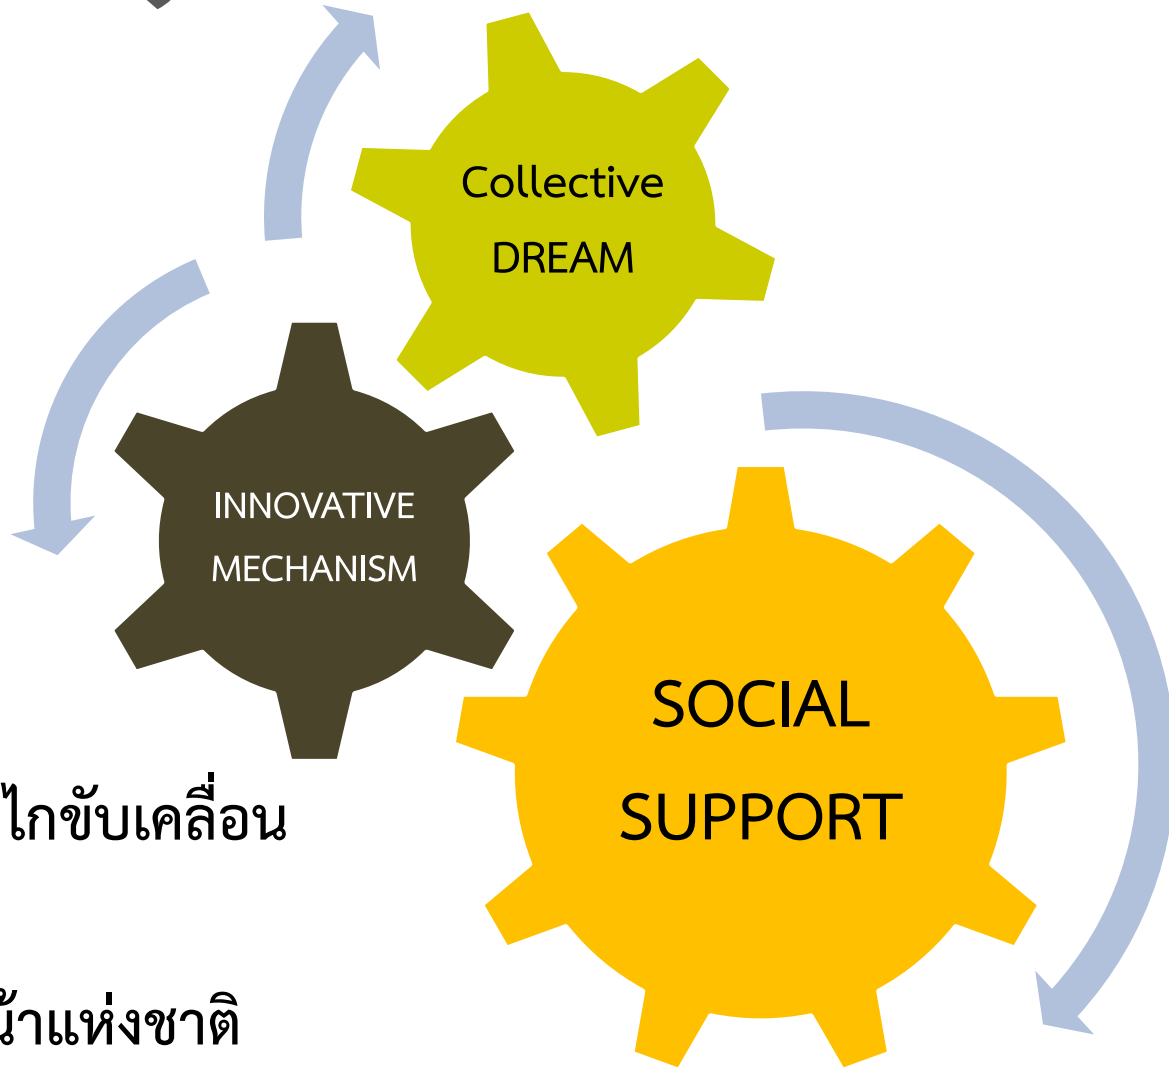 Collective
DREAM
INNOVATIVE
MECHANISM
SOCIAL
SUPPORT
ไกขับเคลื่อน
น้าแห่งชาติ